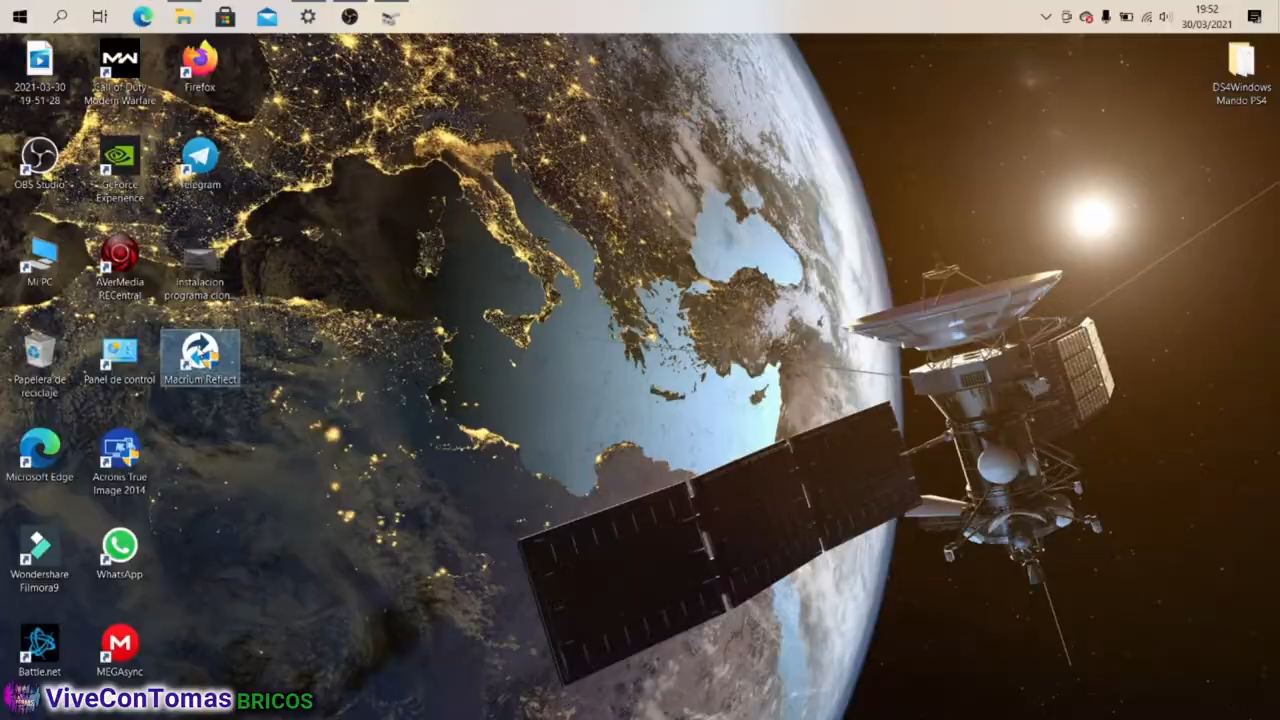 19:52
30/03/2021
2021-03-30
19-51-28
Call of Duty
Modern Warfare
Firefox
DS4Windows
Mando PS4
OBS Studio
GeForce
Experience
Telegram
Mi PC
AVerMedia
RECentral
Instalacion
programa clon...
Papelera de
reciclaje
Panel de control
Macrium Reflect
Microsoft Edge
Acronis True
Image 2014
Wondershare
Filmora9
WhatsApp
Battle.net
MEGAsync
ViveConTomas BRICOS